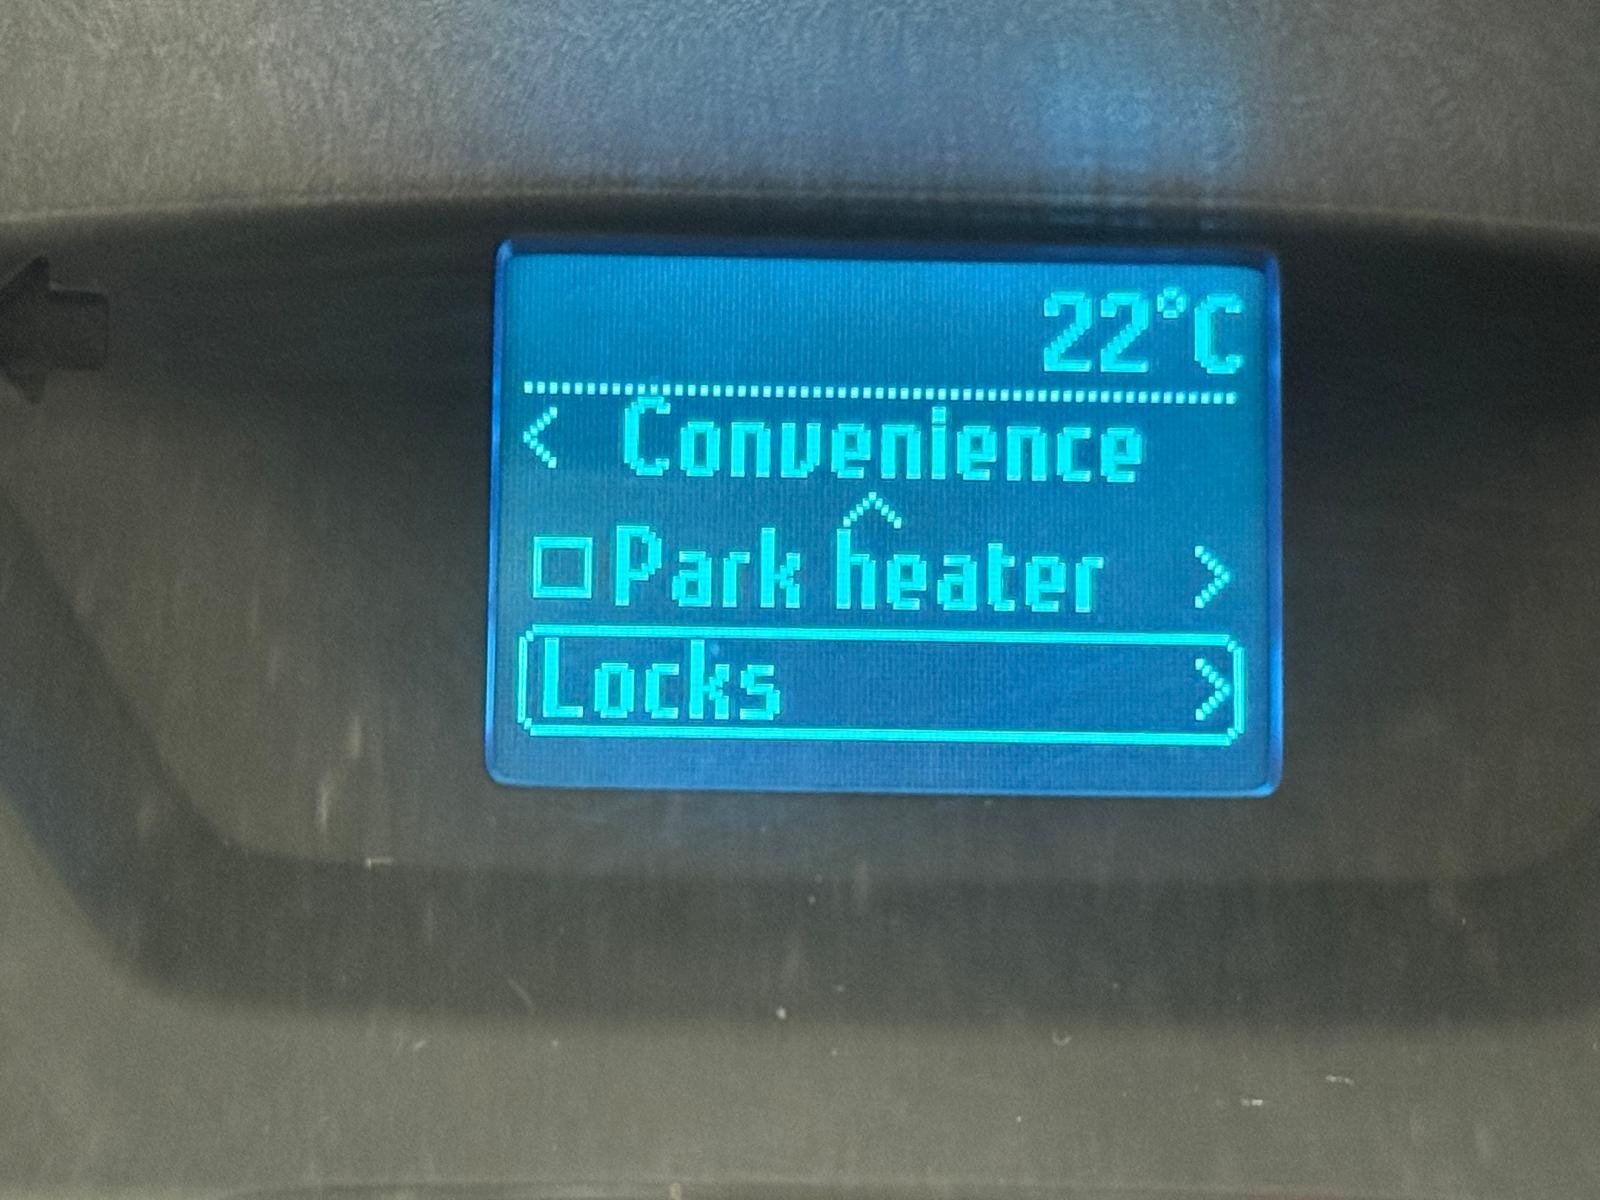 22°C
< Convenience
Park heater >
Locks >